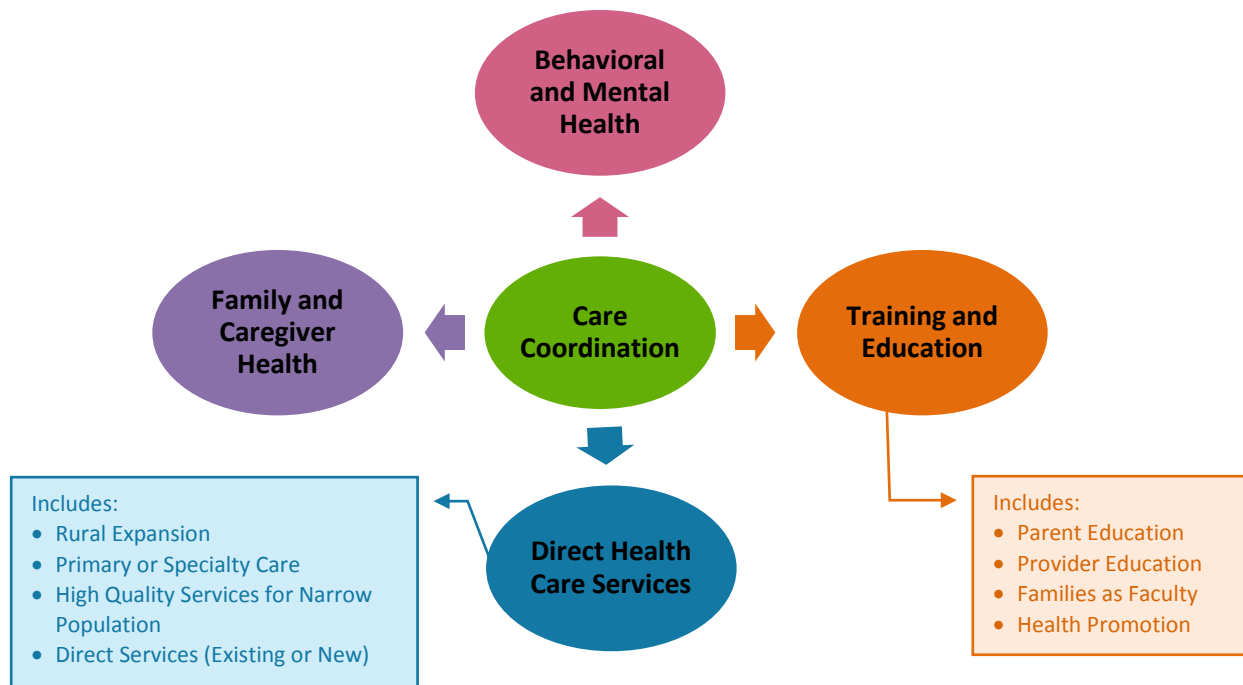 Behavioral
and Mental
Health
Family and
Caregiver
Health
Care
Coordination
Training and
Education
Direct Health
Care Services
Includes:
• Rural Expansion
• Primary or Specialty Care
• High Quality Services for Narrow
Population
• Direct Services (Existing or New)
Includes:
• Parent Education
• Provider Education
• Families as Faculty
• Health Promotion